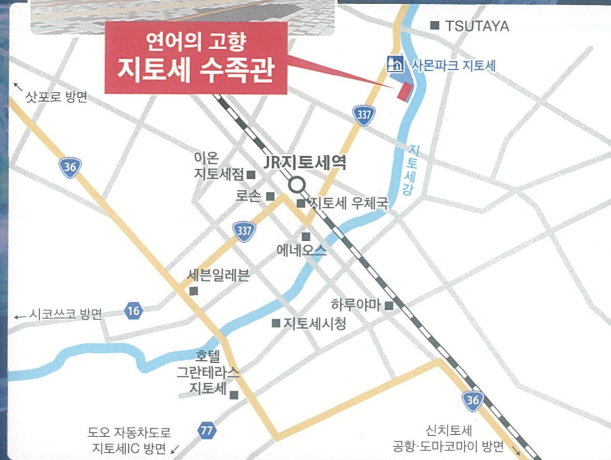 TSUTAYA
연어의 고향
지토세 수족관
사몬파크 지토세
삿포로 방면
337
지토세강
36
이온
지토세점
JR지토세역
로손
지토세 우체국
337
에네오스
세븐일레븐
하루야마
시코쓰코 방면
16
지토세시청
호텔
그란테라스
지토세
36
77
도오 자동차도로
지토세IC 방면
신치토세
공항·도마코마이 방면